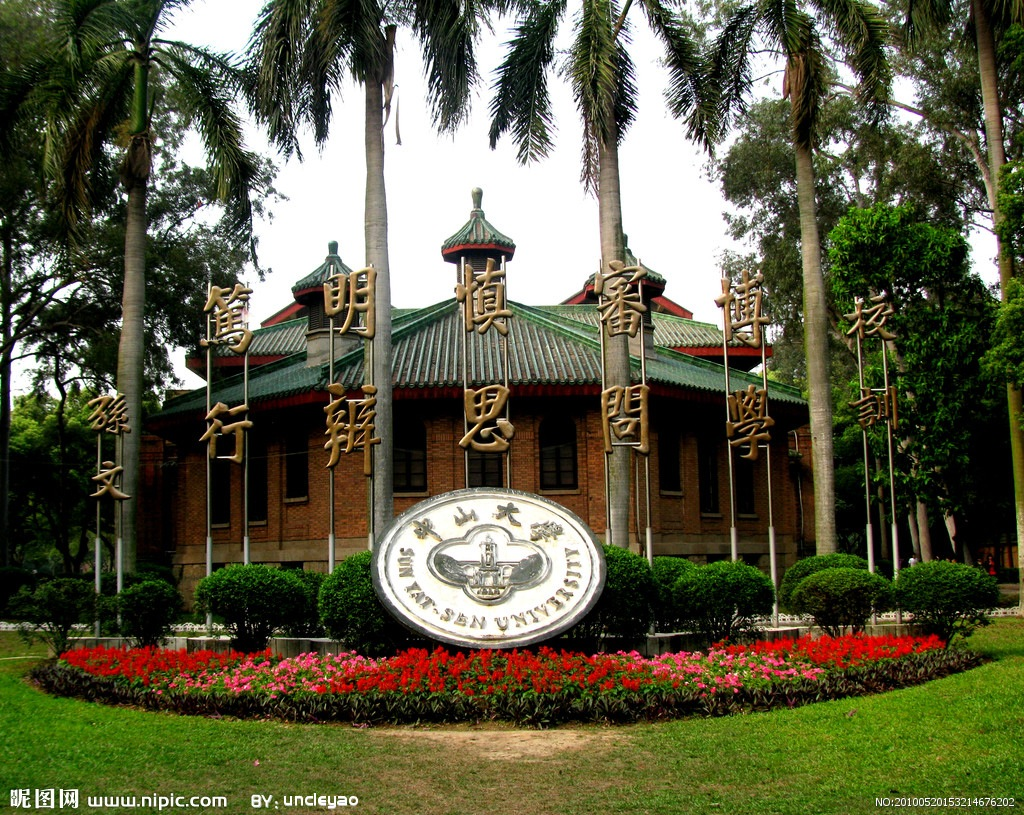 校訓
博學
審問
慎思
明辨
篤行
孫文
中山大學
SUN YAT-SEN UNIVERSITY
昵图网 www.nipic.com BY: uncleyao
NO:20100520153214676202